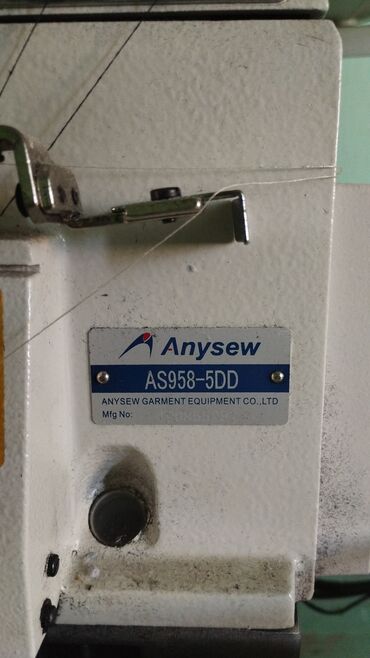 Anysew
AS958-5DD
ANYSEW GARMENT EQUIPMENT CO.,LTD
Mfg No: